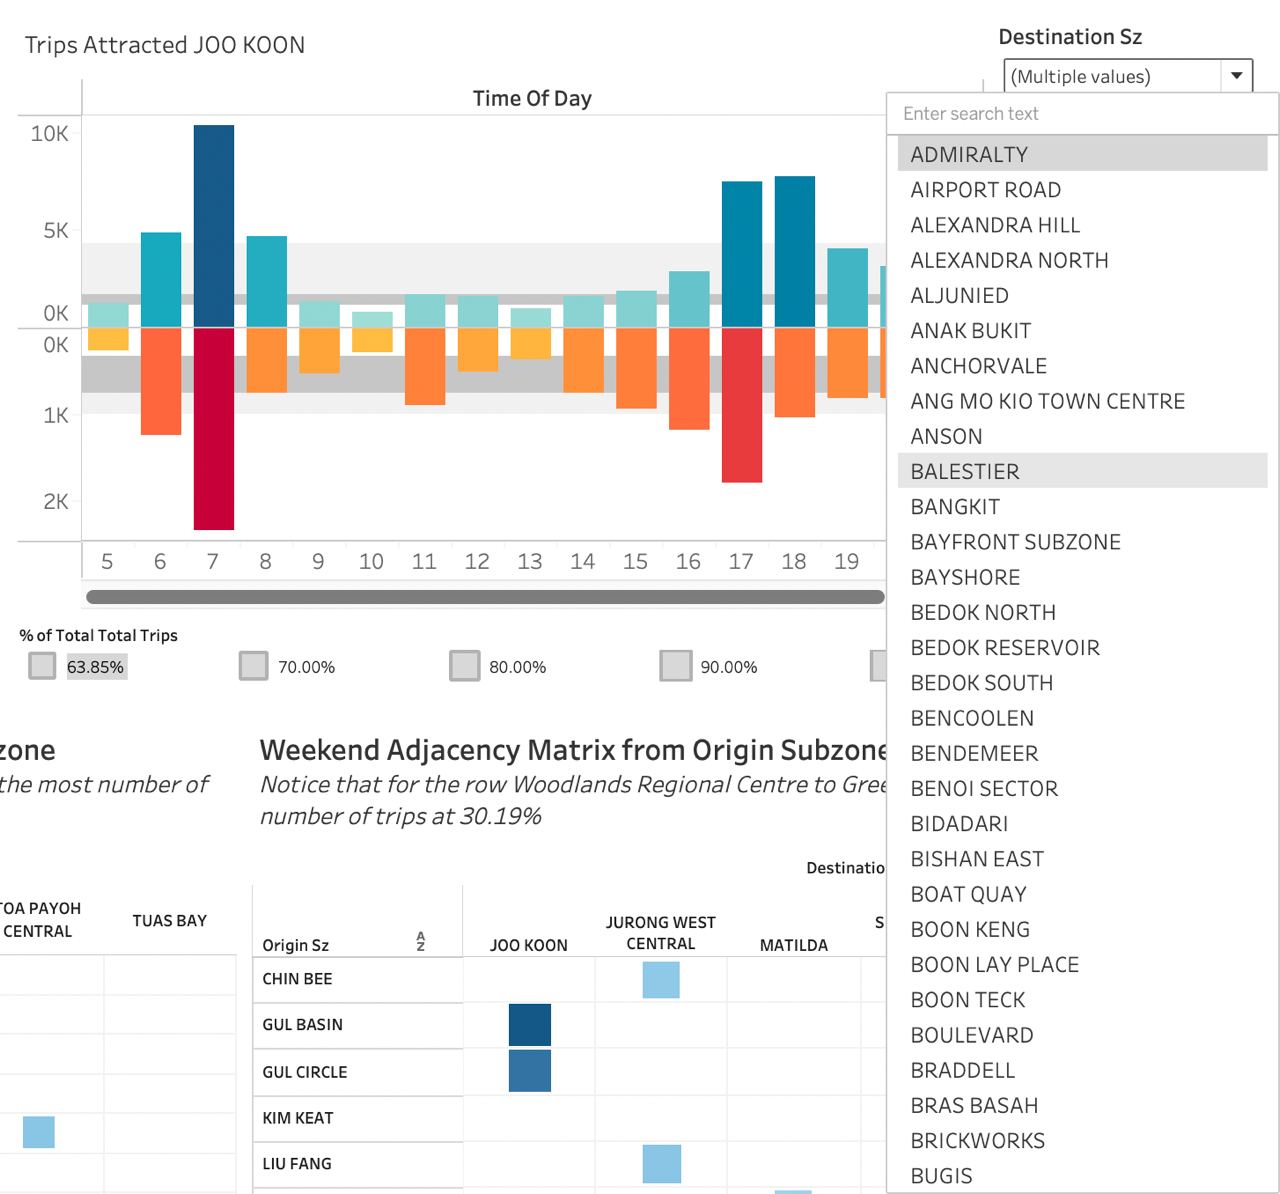 Trips Attracted JOO KOON
Destination Sz
(Multiple values)
Time Of Day
Enter search text
10K
5K
0K
0K
1K
2K
5 6 7 8 9 10 11 12 13 14 15 16 17 18 19
ADMIRALTY
AIRPORT ROAD
ALEXANDRA HILL
ALEXANDRA NORTH
ALJUNIED
ANAK BUKIT
ANCHORVALE
ANG MO KIO TOWN CENTRE
ANSON
BALESTIER
BANGKIT
BAYFRONT SUBZONE
BAYSHORE
BEDOK NORTH
BEDOK RESERVOIR
BEDOK SOUTH
BENCOOLEN
BENDEMEER
BENOI SECTOR
BIDADARI
BISHAN EAST
BOAT QUAY
BOON KENG
BOON LAY PLACE
BOON TECK
BOULEVARD
BRADDELL
BRAS BASAH
BRICKWORKS
BUGIS
% of Total Total Trips
63.85% 70.00% 80.00% 90.00%
zone
the most number of
Weekend Adjacency Matrix from Origin Subzone
Notice that for the row Woodlands Regional Centre to Gree
number of trips at 30.19%
Destinatio
TOA PAYOH
CENTRAL
TUAS BAY
Origin Sz
A
Z
JOO KOON
JURONG WEST
CENTRAL
MATILDA
S
CHIN BEE
GUL BASIN
GUL CIRCLE
KIM KEAT
LIU FANG